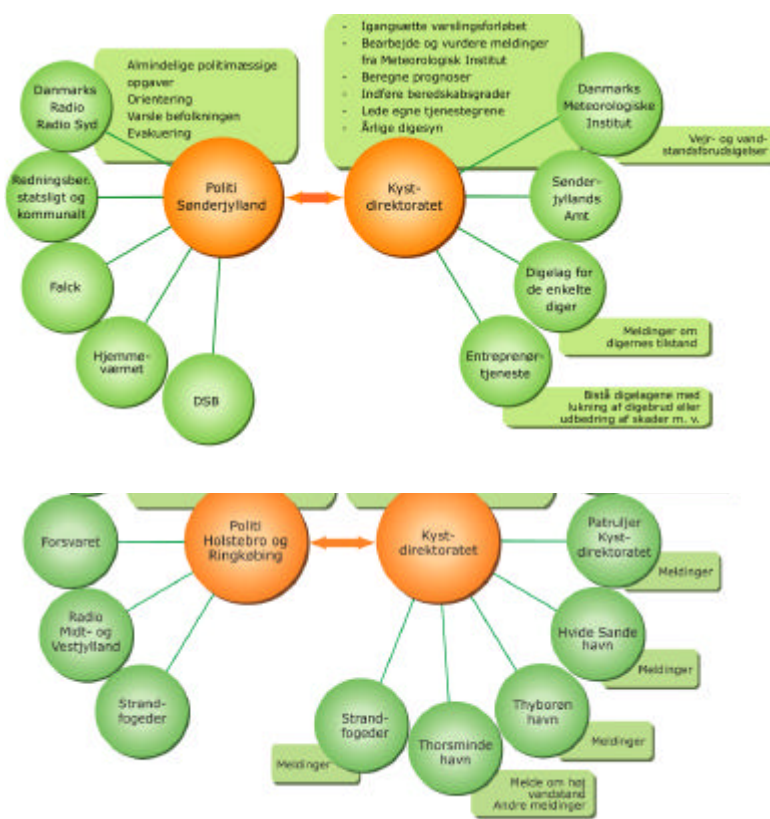 Almindelige politimæssige
opgaver
Orientering
Varsle befolkningen
Evakuering
- Igangsætte varslingsforløbet
- Bearbejde og vurdere meldinger
fra Meteorologisk Institut
- Beregne prognoser
- Indføre beredskabsgrader
- Lede egne tjenestegrene
- Årlige digesyn
Danmarks
Radio
Radio Syd
Redningsber.
statsligt og
kommunalt
Falck
Hjemme-
værnet
DSB
Politi
Sønderjylland
Kyst-
direktoratet
Danmarks
Meteorologiske
Institut
Vejr- og vand-
standsforudsigelser
Sønder-
jyllands
Amt
Digelag for
de enkelte
diger
Meldinger om
digernes tilstand
Entreprenør-
tjeneste
Bistå digelagene med
lukning af digebrud eller
udbedring af skader m. v.
Forsvaret
Radio
Midt- og
Vestjylland
Strand-
fogeder
Politi
Holstebro og
Ringkøbing
Kyst-
direktoratet
Patruljer
Kyst-
direktoratet
Meldinger
Hvide Sande
havn
Meldinger
Thyborøn
havn
Meldinger
Strand-
fogeder
Meldinger
Thorsminde
havn
Melde om høj
vandstand
Andre meldinger